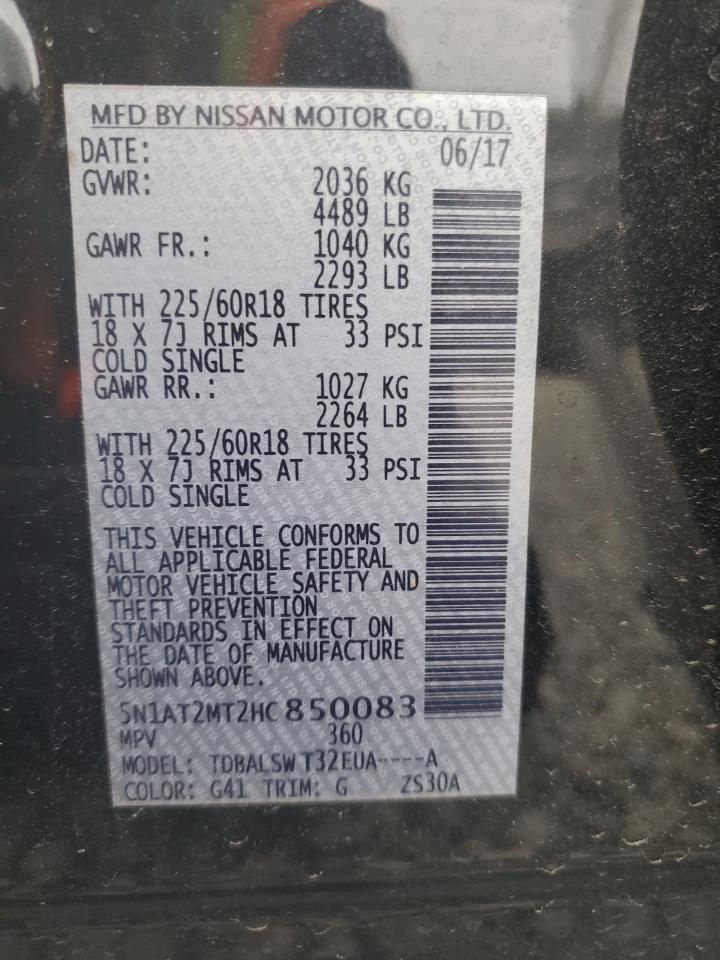 MFD BY NISSAN MOTOR CO., LTD.
DATE: 06/17
GVWR: 2036 KG
4489 LB
GAWR FR.: 1040 KG
2293 LB
WITH 225/60R18 TIRES
18 X 7J RIMS AT 33 PSI
COLD SINGLE
GAWR RR.: 1027 KG
2264 LB
WITH 225/60R18 TIRES
18 X 7J RIMS AT 33 PSI
COLD SINGLE
THIS VEHICLE CONFORMS TO
ALL APPLICABLE FEDERAL
MOTOR VEHICLE SAFETY AND
THEFT PREVENTION
STANDARDS IN EFFECT ON
THE DATE OF MANUFACTURE
SHOWN ABOVE.
5N1AT2MT2HC850083
MPV 360
MODEL: TDBALSW T32EUA-----A
COLOR: G41 TRIM: G ZS30A